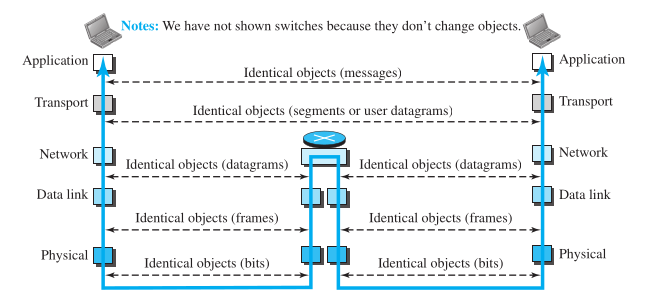 Notes: We have not shown switches because they don't change objects.
Application
Application
Identical objects (messages)
Transport
Transport
Identical objects (segments or user datagrams)
Network
Network
Identical objects (datagrams)
Identical objects (datagrams)
Data link
Data link
Identical objects (frames)
Identical objects (frames)
Physical
Physical
Identical objects (bits)
Identical objects (bits)